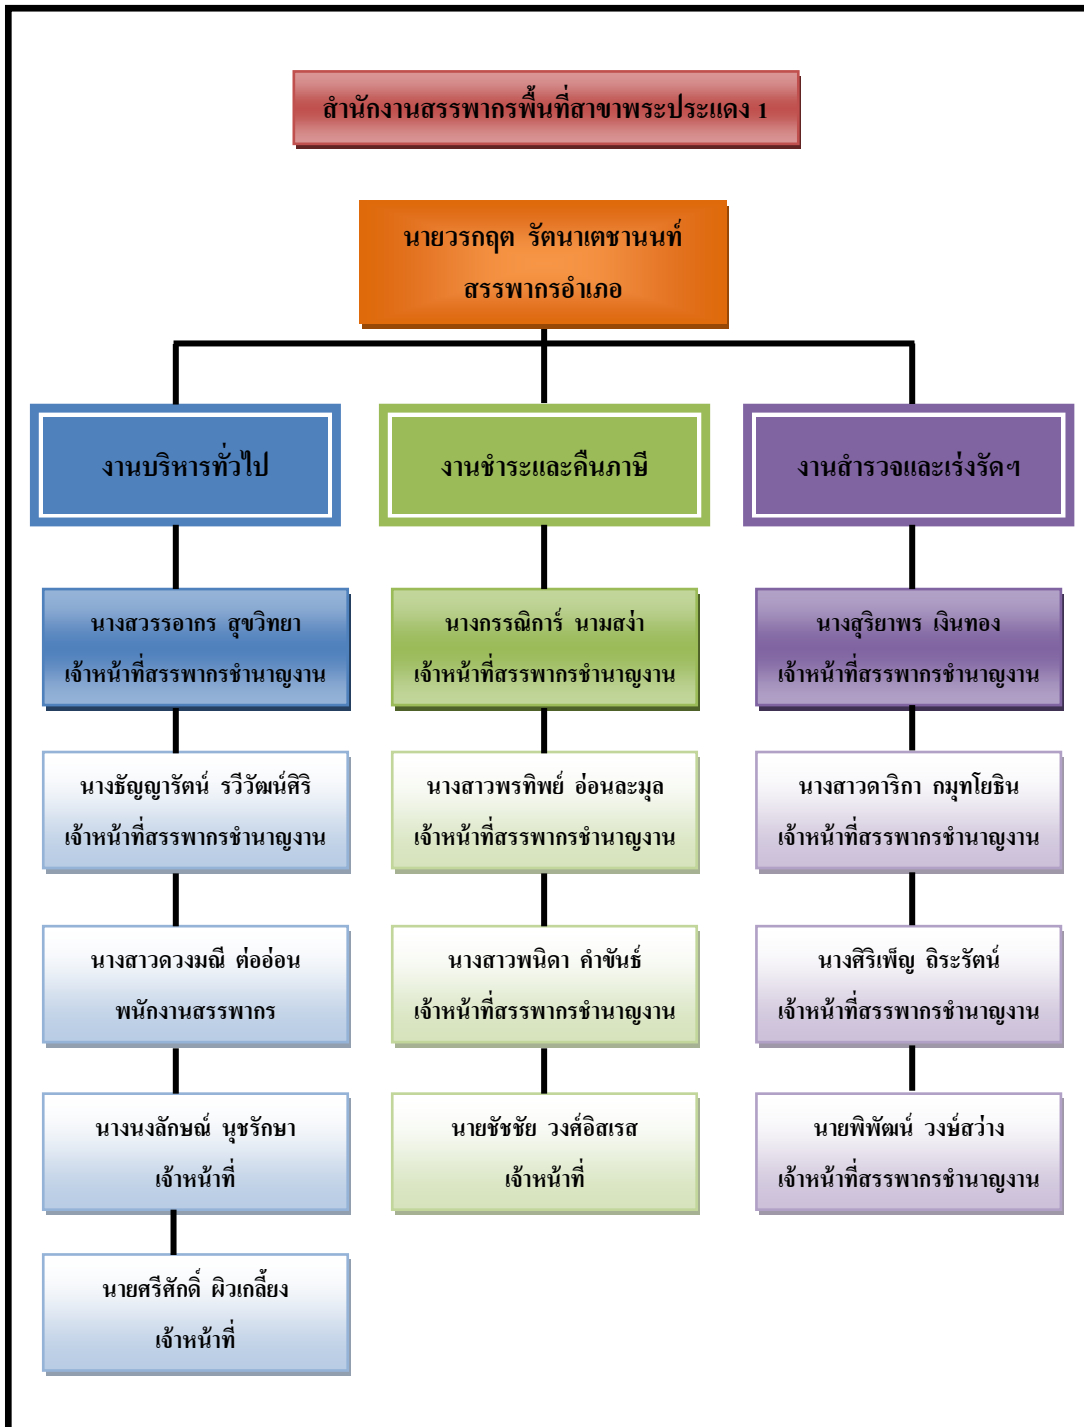 สำนักงานสรรพากรพื้นที่สาขาพระประแดง 1
นายวรกฤต รัตนาเตชานนท์
สรรพากรอำเภอ
งานบริหารทั่วไป
นางสวรรอากร สุขวิทยา
เจ้าหน้าที่สรรพากรชำนาญงาน
นางธัญญารัตน์ รวีวัฒน์ศิริ
เจ้าหน้าที่สรรพากรชำนาญงาน
นางสาวดวงมณี ต่ออ่อน
พนักงานสรรพากร
นางนงลักษณ์ นุชรักษา
เจ้าหน้าที่
นายศรีศักดิ์ ผิวเกลี้ยง
เจ้าหน้าที่
งานชำระและคืนภาษี
นางกรรณิการ์ นามสง่า
เจ้าหน้าที่สรรพากรชำนาญงาน
นางสาวพรทิพย์ อ่อนละมุล
เจ้าหน้าที่สรรพากรชำนาญงาน
นางสาวพนิดา คำขันธ์
เจ้าหน้าที่สรรพากรชำนาญงาน
นายชัชชัย วงศ์อิสเรส
เจ้าหน้าที่
งานสำรวจและเร่งรัดฯ
นางสุริยาพร เงินทอง
เจ้าหน้าที่สรรพากรชำนาญงาน
นางสาวดาริกา กมุทโยธิน
เจ้าหน้าที่สรรพากรชำนาญงาน
นางศิริเพ็ญ ถิระรัตน์
เจ้าหน้าที่สรรพากรชำนาญงาน
นายพิพัฒน์ วงษ์สว่าง
เจ้าหน้าที่สรรพากรชำนาญงาน